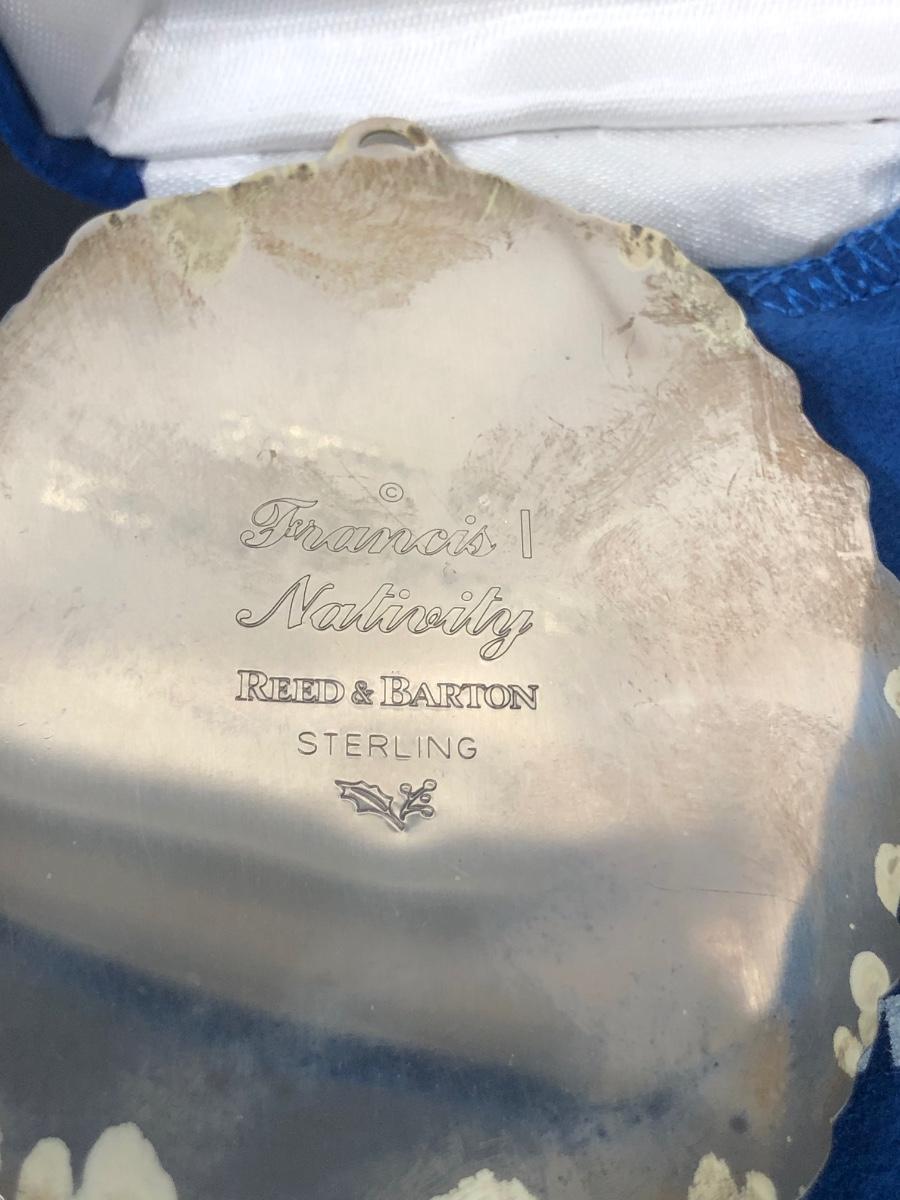 ©
Francis I
Nativity
REED & BARTON
STERLING